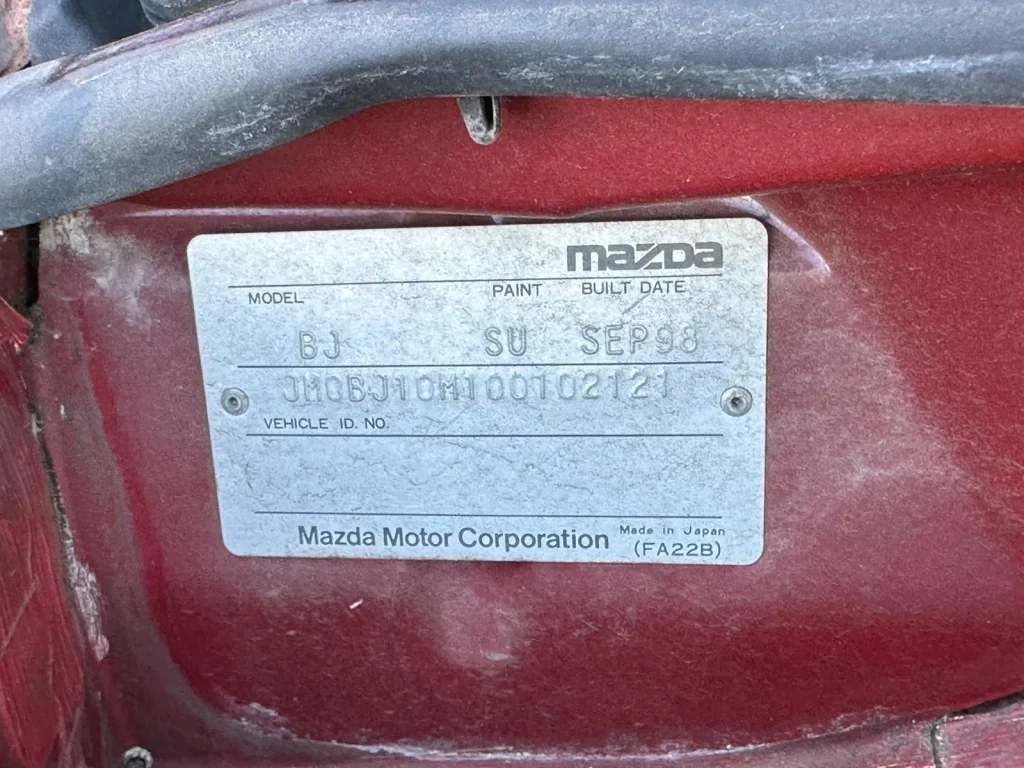 mazda
MODEL PAINT BUILT DATE
BJ SU SEP98
JM0BJ10M100102121
VEHICLE ID. NO.
Mazda Motor Corporation Made in Japan
(FA22B)